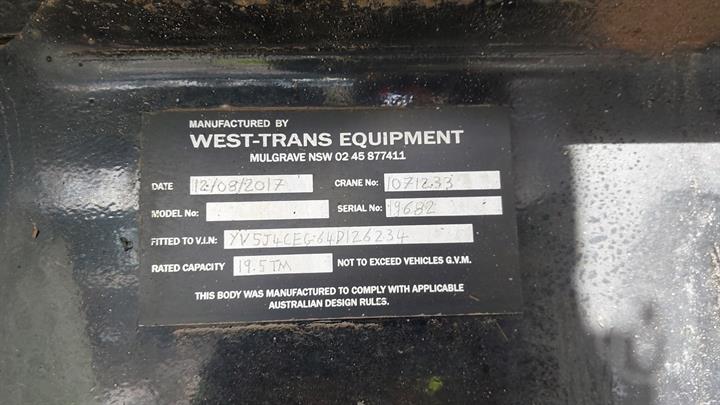 MANUFACTURED BY
WEST-TRANS EQUIPMENT
MULGRAVE NSW 02 45 877411
DATE 12/08/2017 CRANE No: 1071233
MODEL No: SERIAL No: 19682
FITTED TO V.I.N: YV5J4CEG64D126234
RATED CAPACITY 19.5TM NOT TO EXCEED VEHICLES G.V.M.
THIS BODY WAS MANUFACTURED TO COMPLY WITH APPLICABLE
AUSTRALIAN DESIGN RULES.